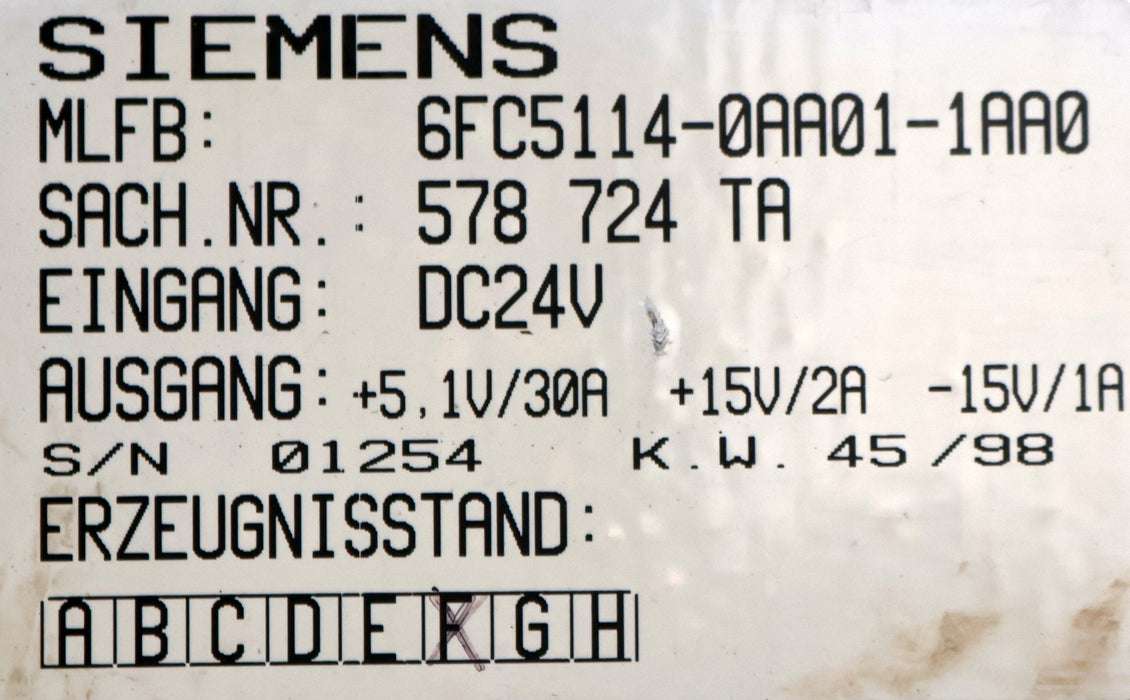 SIEMENS
MLFB: 6FC5114-0AA01-1AA0
SACH.NR.: 578 724 TA
EINGANG: DC24V
AUSGANG: +5,1V/30A +15V/2A -15V/1A
S/N 01254 K.W. 45/98
ERZEUGNISSTAND:
A B C D E F G H